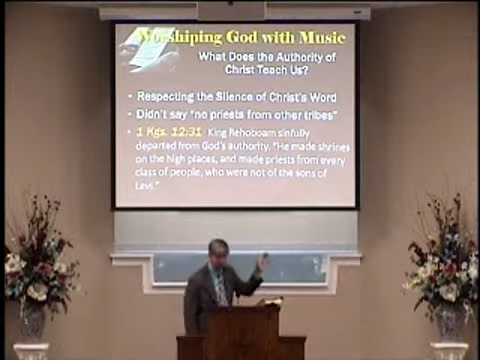 Worshiping God with Music
What Does the Authority of
Christ Teach Us?
• Respecting the Silence of Christ's Word
• Didn't say "no priests from other tribes"
• 1 Kgs. 12:31 King Rehoboam sinfully
departed from God's authority. "He made shrines
on the high places, and made priests from every
class of people, who were not of the sons of
Levi."